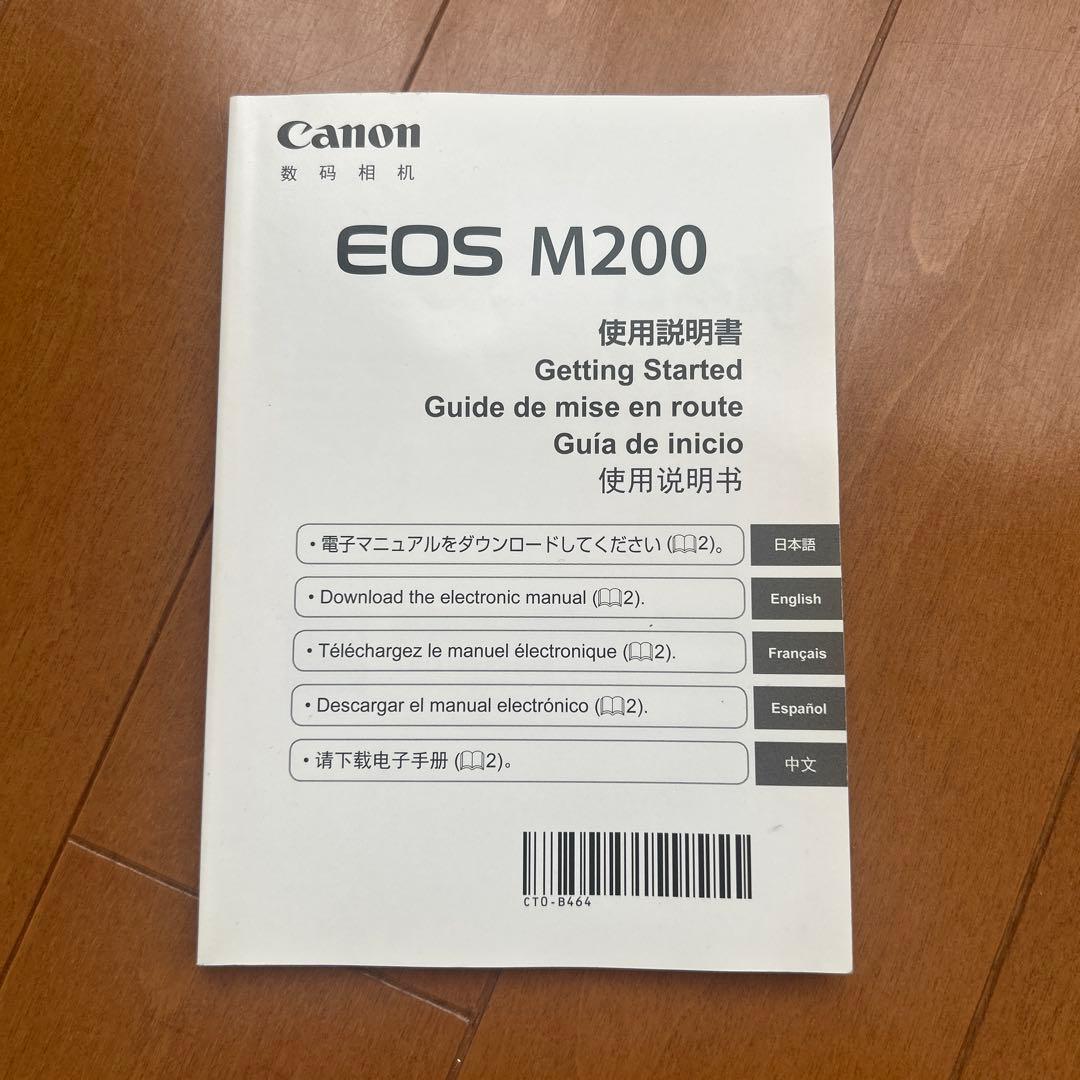 Canon
数码相机
EOS M200
使用説明書
Getting Started
Guide de mise en route
Guía de inicio
使用说明书
・電子マニュアルをダウンロードしてください (2)。 日本語
• Download the electronic manual (2). English
• Téléchargez le manuel électronique (2). Français
• Descargar el manual electrónico (2). Español
• 请下载电子手册 (2)。 中文
CT0-B464